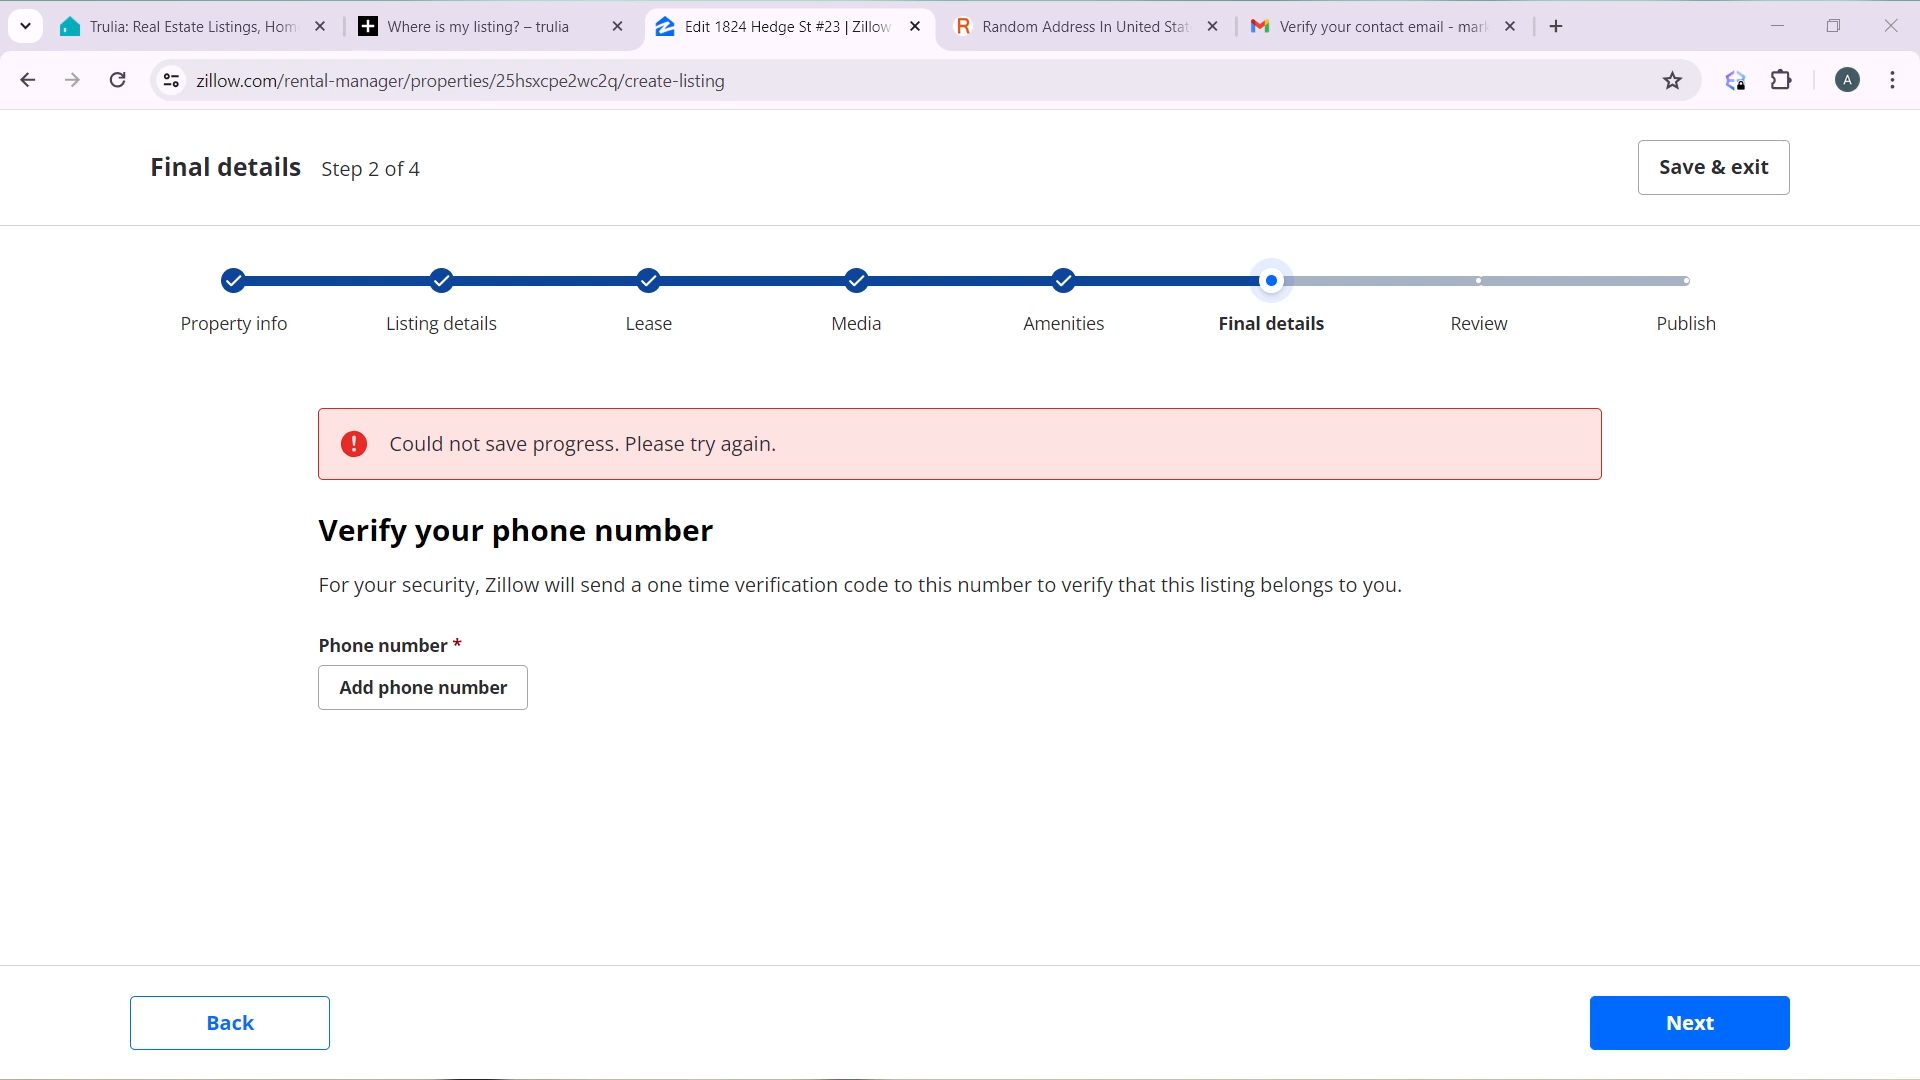 Trulia: Real Estate Listings, Hom
Where is my listing? – trulia
Edit 1824 Hedge St #23 | Zillow
Random Address In United Stat
Verify your contact email - mark
zillow.com/rental-manager/properties/25hsxcpe2wc2q/create-listing
A
Final details Step 2 of 4
Save & exit
Property info
Listing details
Lease
Media
Amenities
Final details
Review
Publish
Could not save progress. Please try again.
Verify your phone number
For your security, Zillow will send a one time verification code to this number to verify that this listing belongs to you.
Phone number *
Add phone number
Back
Next